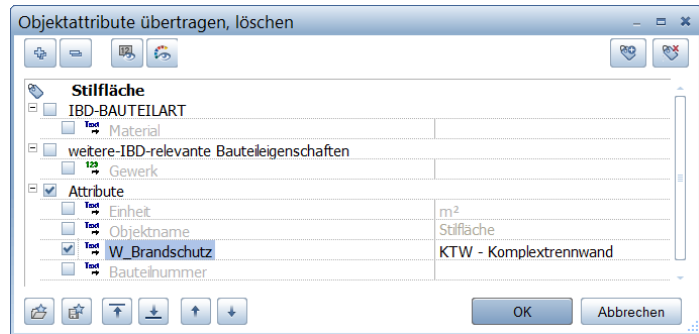 Objektattribute übertragen, löschen
Stilfläche
IBD-BAUTEILART
Text Material
weitere-IBD-relevante Bauteileigenschaften
123 Gewerk
Attribute
Text Einheit m²
Text Objektname Stilfläche
Text W_Brandschutz KTW - Komplextrennwand
Text Bauteilnummer
OK Abbrechen